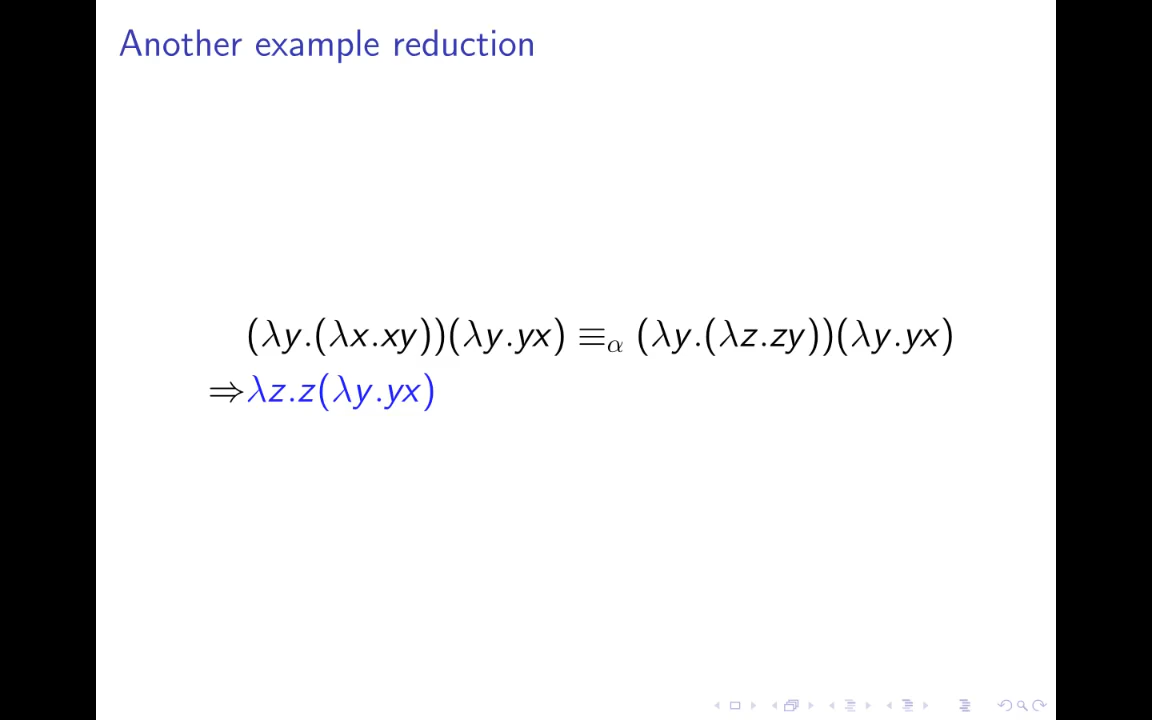 Another example reduction
(λy.(λx.xy))(λy.yx) ≡α (λy.(λz.zy))(λy.yx)
⇒λz.z(λy.yx)